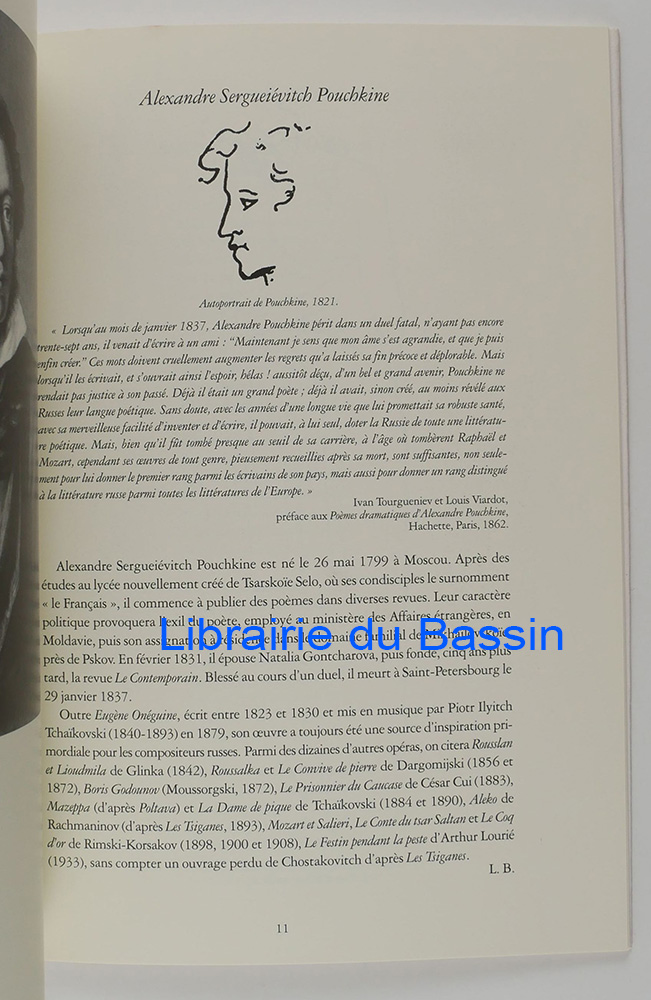 Alexandre Sergueiévitch Pouchkine
Autoportrait de Pouchkine, 1821.
« Lorsqu'au mois de janvier 1837, Alexandre Pouchkine périt dans un duel fatal, n'ayant pas encore
trente-sept ans, il venait d'écrire à un ami : “Maintenant je sens que mon âme s'est agrandie, et que je puis
enfin créer.” Ces mots doivent cruellement augmenter les regrets qu'a laissés sa fin précoce et déplorable. Mais
lorsqu'il les écrivait, et s'ouvrait ainsi l'espoir, hélas ! aussitôt déçu, d'un bel et grand avenir, Pouchkine ne
rendait pas justice à son passé. Déjà il était un grand poète ; déjà il avait, sinon créé, au moins révélé aux
Russes leur langue poétique. Sans doute, avec les années d'une longue vie que lui promettait sa robuste santé,
avec sa merveilleuse facilité d'inventer et d'écrire, il pouvait, à lui seul, doter la Russie de toute une littératu-
re poétique. Mais, bien qu'il fût tombé presque au seuil de sa carrière, à l'âge où tombèrent Raphaël et
Mozart, cependant ses œuvres de tout genre, pieusement recueillies après sa mort, sont suffisantes, non seule-
ment pour lui donner le premier rang parmi les écrivains de son pays, mais aussi pour donner un rang distingué
à la littérature russe parmi toutes les littératures de l'Europe. »
Ivan Tourgueniev et Louis Viardot,
préface aux Poèmes dramatiques d'Alexandre Pouchkine,
Hachette, Paris, 1862.
Alexandre Sergueiévitch Pouchkine est né le 26 mai 1799 à Moscou. Après des
études au lycée nouvellement créé de Tsarskoïe Selo, où ses condisciples le surnomment
« le Français », il commence à publier des poèmes dans diverses revues. Leur caractère
politique provoquera l'exil du poète, employé au ministère des Affaires étrangères, en
Moldavie, puis son assignation à résidence dans le domaine familial de Mikhaïlovskoïe
près de Pskov. En février 1831, il épouse Natalia Gontcharova, puis fonde, cinq ans plus
tard, la revue Le Contemporain. Blessé au cours d'un duel, il meurt à Saint-Petersbourg le
29 janvier 1837.
Librairie du Bassin
Outre Eugène Onéguine, écrit entre 1823 et 1830 et mis en musique par Piotr Ilyitch
Tchaïkovski (1840-1893) en 1879, son œuvre a toujours été une source d'inspiration pri-
mordiale pour les compositeurs russes. Parmi des dizaines d'autres opéras, on citera Rousslan
et Lioudmila de Glinka (1842), Roussalka et Le Convive de pierre de Dargomijski (1856 et
1872), Boris Godounov (Moussorgski, 1872), Le Prisonnier du Caucase de César Cui (1883),
Mazeppa (d'après Poltava) et La Dame de pique de Tchaïkovski (1884 et 1890), Aleko de
Rachmaninov (d'après Les Tsiganes, 1893), Mozart et Salieri, Le Conte du tsar Saltan et Le Coq
d'or de Rimski-Korsakov (1898, 1900 et 1908), Le Festin pendant la peste d'Arthur Lourié
(1933), sans compter un ouvrage perdu de Chostakovitch d'après Les Tsiganes.
L. B.
11